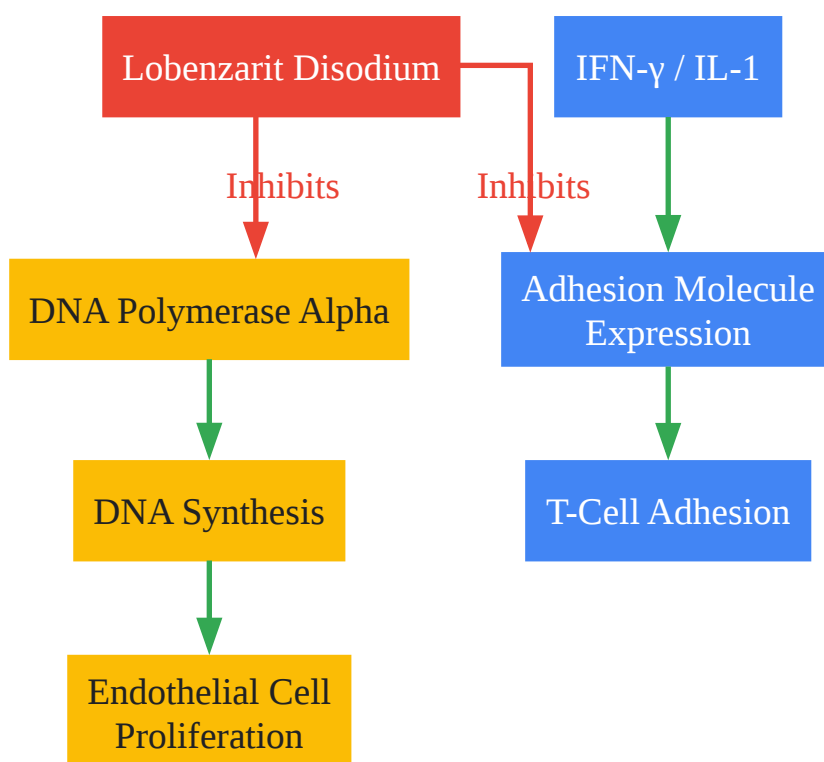 Lobenzarit Disodium
IFN-γ / IL-1
Inhibits
Inhibits
DNA Polymerase Alpha
Adhesion Molecule
Expression
DNA Synthesis
T-Cell Adhesion
Endothelial Cell
Proliferation